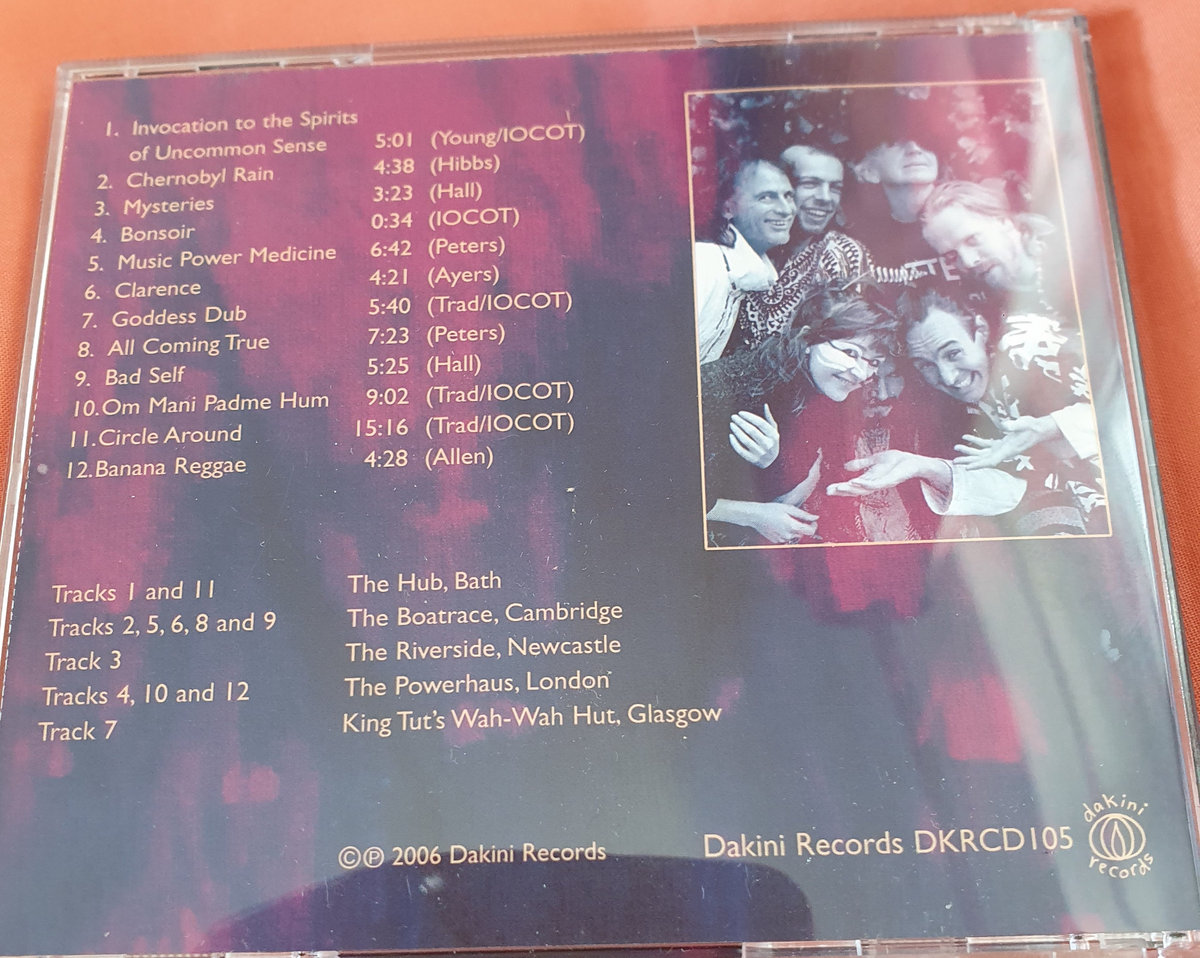 1. Invocation to the Spirits
of Uncommon Sense 5:01 (Young/IOCOT)
2. Chernobyl Rain 4:38 (Hibbs)
3. Mysteries 3:23 (Hall)
4. Bonsoir 0:34 (IOCOT)
5. Music Power Medicine 6:42 (Peters)
6. Clarence 4:21 (Ayers)
7. Goddess Dub 5:40 (Trad/IOCOT)
8. All Coming True 7:23 (Peters)
9. Bad Self 5:25 (Hall)
10. Om Mani Padme Hum 9:02 (Trad/IOCOT)
11. Circle Around 15:16 (Trad/IOCOT)
12. Banana Reggae 4:28 (Allen)
Tracks 1 and 11 The Hub, Bath
Tracks 2, 5, 6, 8 and 9 The Boatrace, Cambridge
Track 3 The Riverside, Newcastle
Tracks 4, 10 and 12 The Powerhaus, London
Track 7 King Tut's Wah-Wah Hut, Glasgow
©℗ 2006 Dakini Records
Dakini Records DKRCD105
dakini
records